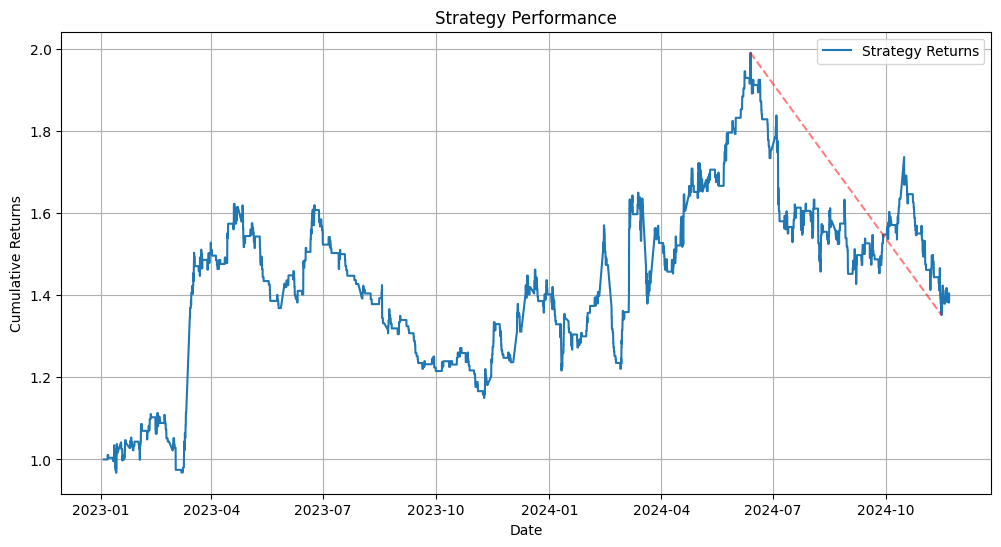 Strategy Performance
Strategy Returns
Cumulative Returns
2.0
1.8
1.6
1.4
1.2
1.0
2023-01 2023-04 2023-07 2023-10 2024-01 2024-04 2024-07 2024-10
Date